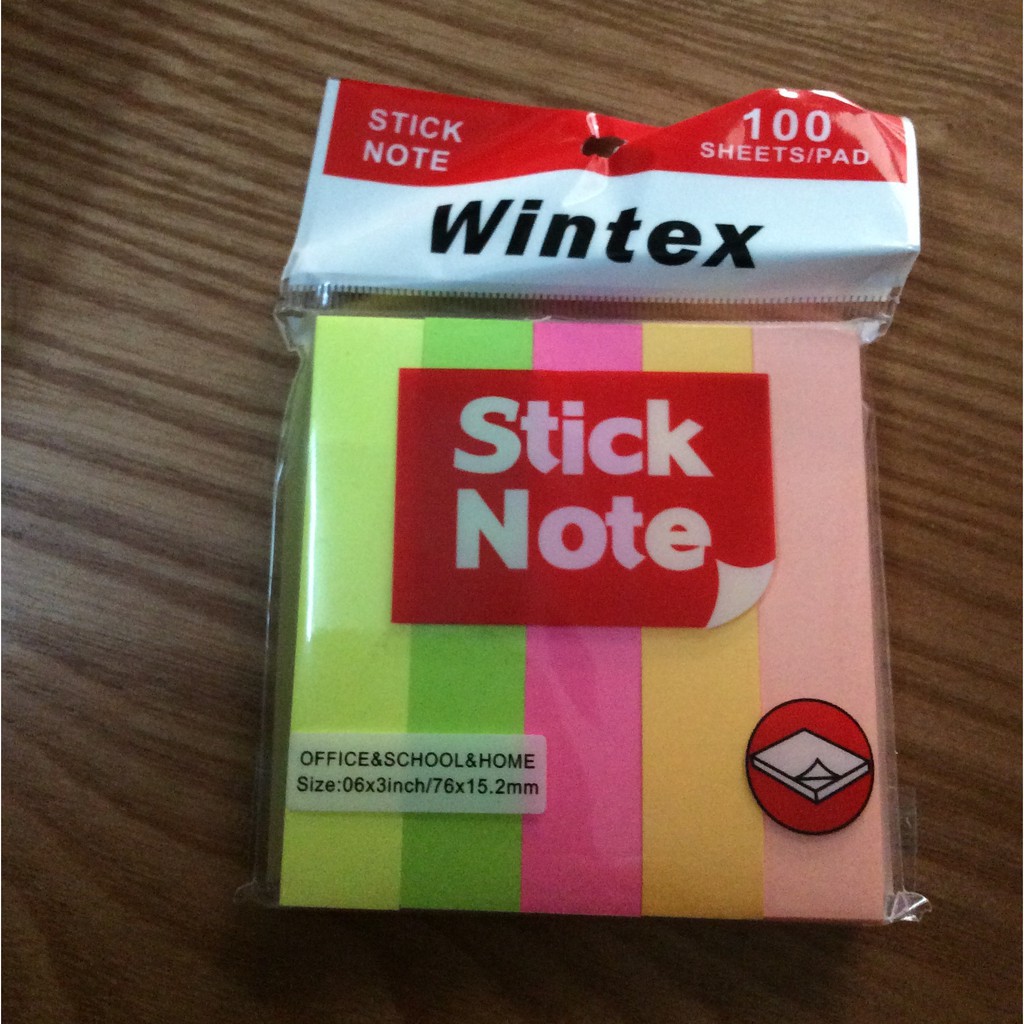 STICK
NOTE
100
SHEETS/PAD
Wintex
Stick
Note
OFFICE&SCHOOL&HOME
Size:06x3inch/76x15.2mm